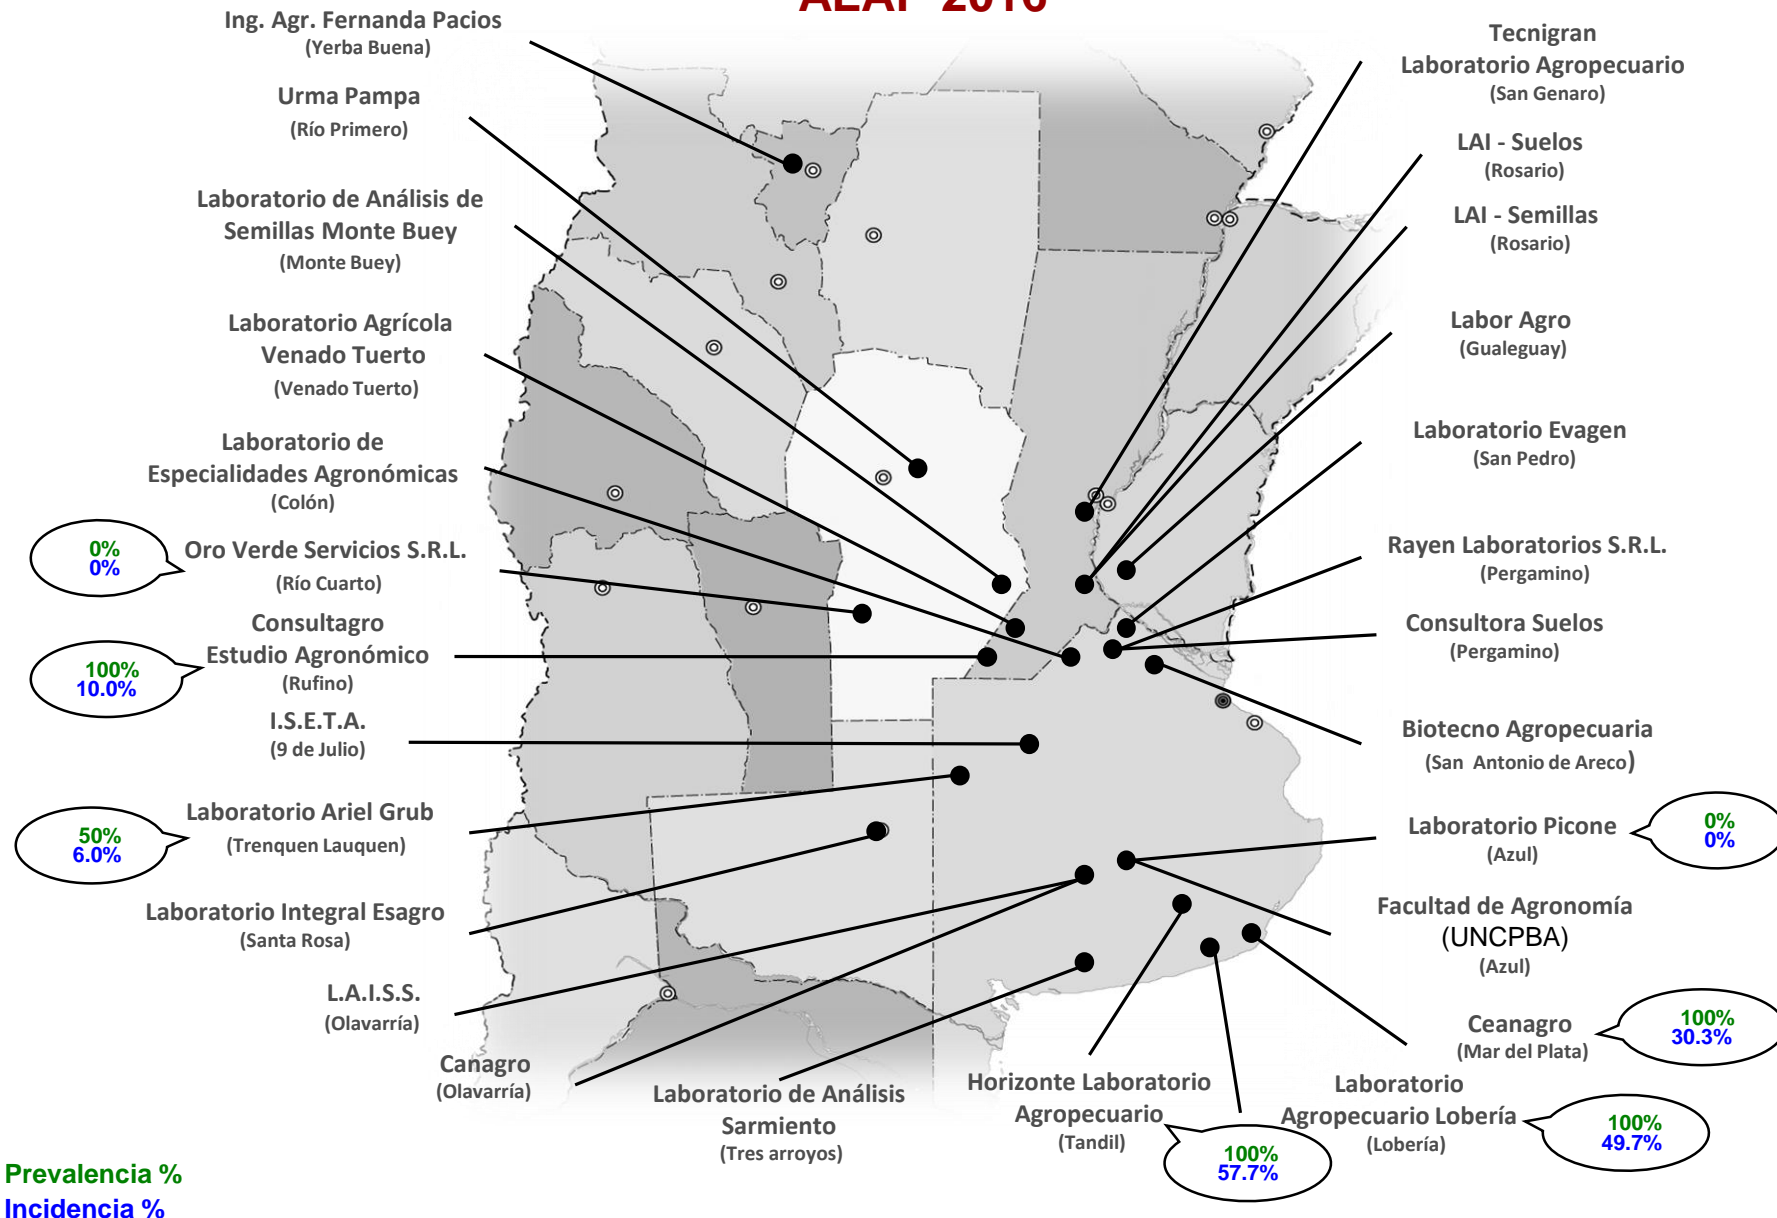 Ing. Agr. Fernanda Pacios
(Yerba Buena)
Urma Pampa
(Río Primero)
Laboratorio de Análisis de
Semillas Monte Buey
(Monte Buey)
Laboratorio Agrícola
Venado Tuerto
(Venado Tuerto)
Laboratorio de
Especialidades Agronómicas
(Colón)
0%
0%
Oro Verde Servicios S.R.L.
(Río Cuarto)
Consultagro
Estudio Agronómico
(Rufino)
100%
10.0%
I.S.E.T.A.
(9 de Julio)
Laboratorio Ariel Grub
(Trenquen Lauquen)
50%
6.0%
Laboratorio Integral Esagro
(Santa Rosa)
L.A.I.S.S.
(Olavarría)
Canagro
(Olavarría)
Laboratorio de Análisis
Sarmiento
(Tres arroyos)
Horizonte Laboratorio
Agropecuario
(Tandil)
100%
57.7%
Laboratorio
Agropecuario Lobería
(Lobería)
100%
49.7%
Tecnigran
Laboratorio Agropecuario
(San Genaro)
LAI - Suelos
(Rosario)
LAI - Semillas
(Rosario)
Labor Agro
(Gualeguay)
Laboratorio Evagen
(San Pedro)
Rayen Laboratorios S.R.L.
(Pergamino)
Consultora Suelos
(Pergamino)
Biotecno Agropecuaria
(San Antonio de Areco)
Laboratorio Picone
(Azul)
0%
0%
Facultad de Agronomía
(UNCPBA)
(Azul)
Ceanagro
(Mar del Plata)
100%
30.3%
Prevalencia %
Incidencia %